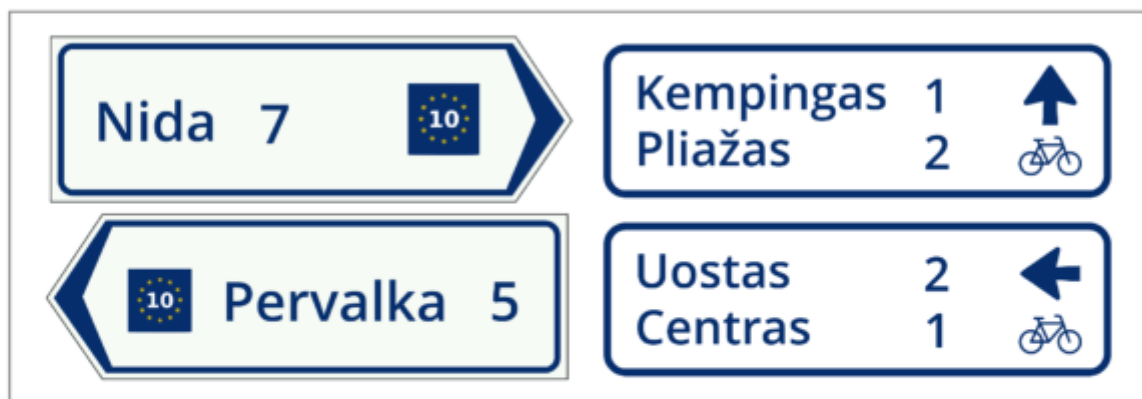 Nida 7 10
10 Pervalka 5
Kempingas 1
Pliažas 2
Uostas 2
Centras 1